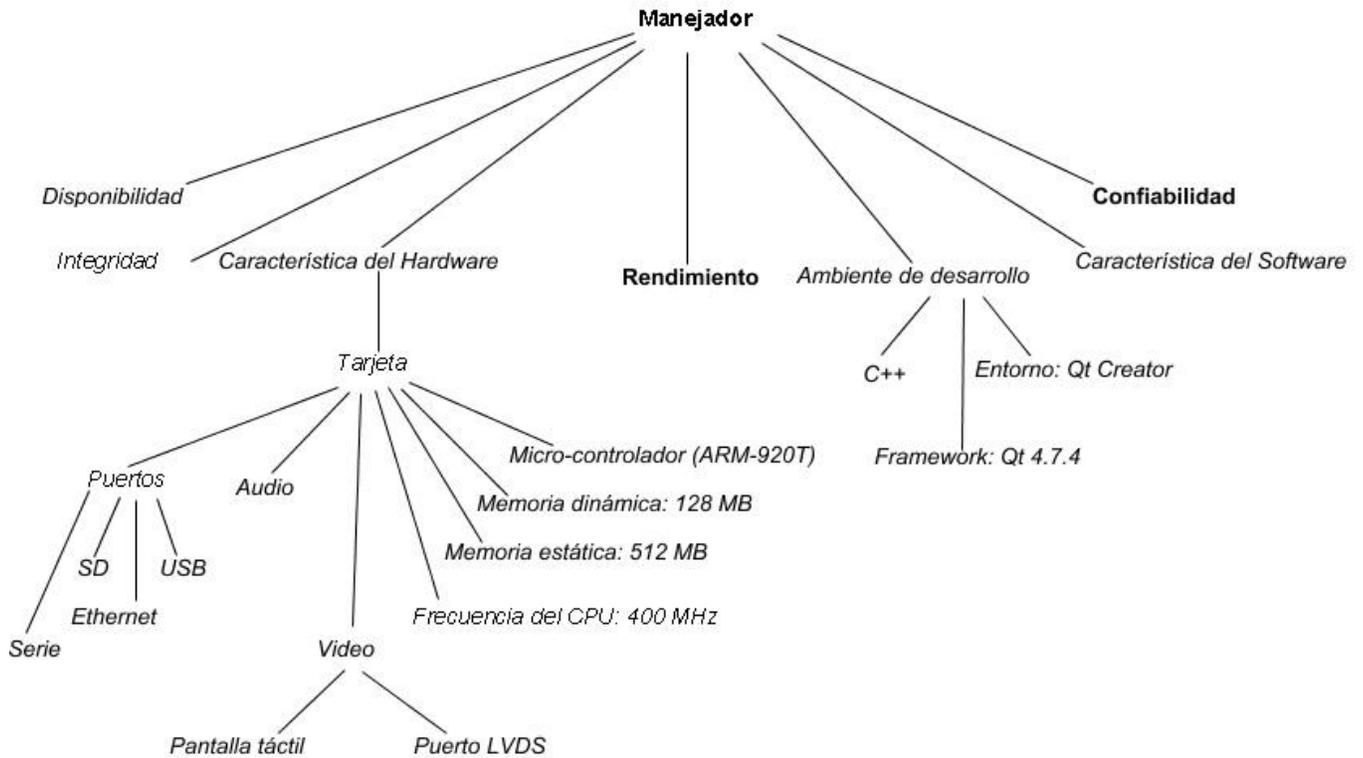 Manejador
Disponibilidad
Confiabilidad
Integridad
Característica del Hardware
Rendimiento
Ambiente de desarrollo
Característica del Software
Tarjeta
C++
Entorno: Qt Creator
Micro-controlador (ARM-920T)
Framework: Qt 4.7.4
Puertos
Audio
Memoria dinámica: 128 MB
Memoria estática: 512 MB
SD
USB
Ethernet
Frecuencia del CPU: 400 MHz
Serie
Video
Pantalla táctil
Puerto LVDS